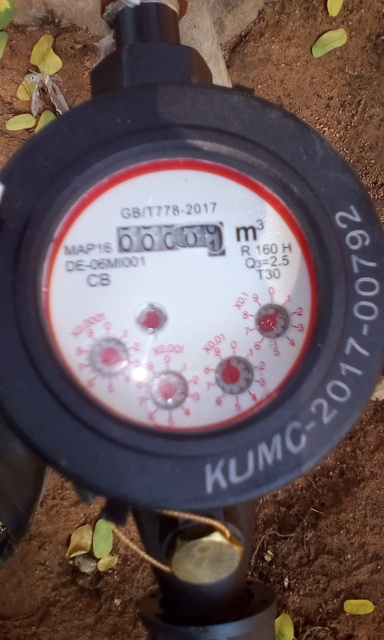 GB/T778-2017
m³
MAP16
DE-06MI001
CB
R 160 H
Q3=2.5
T30
X0.1
X0.01
X0.001
X0.0001
KUMC-2017-00792